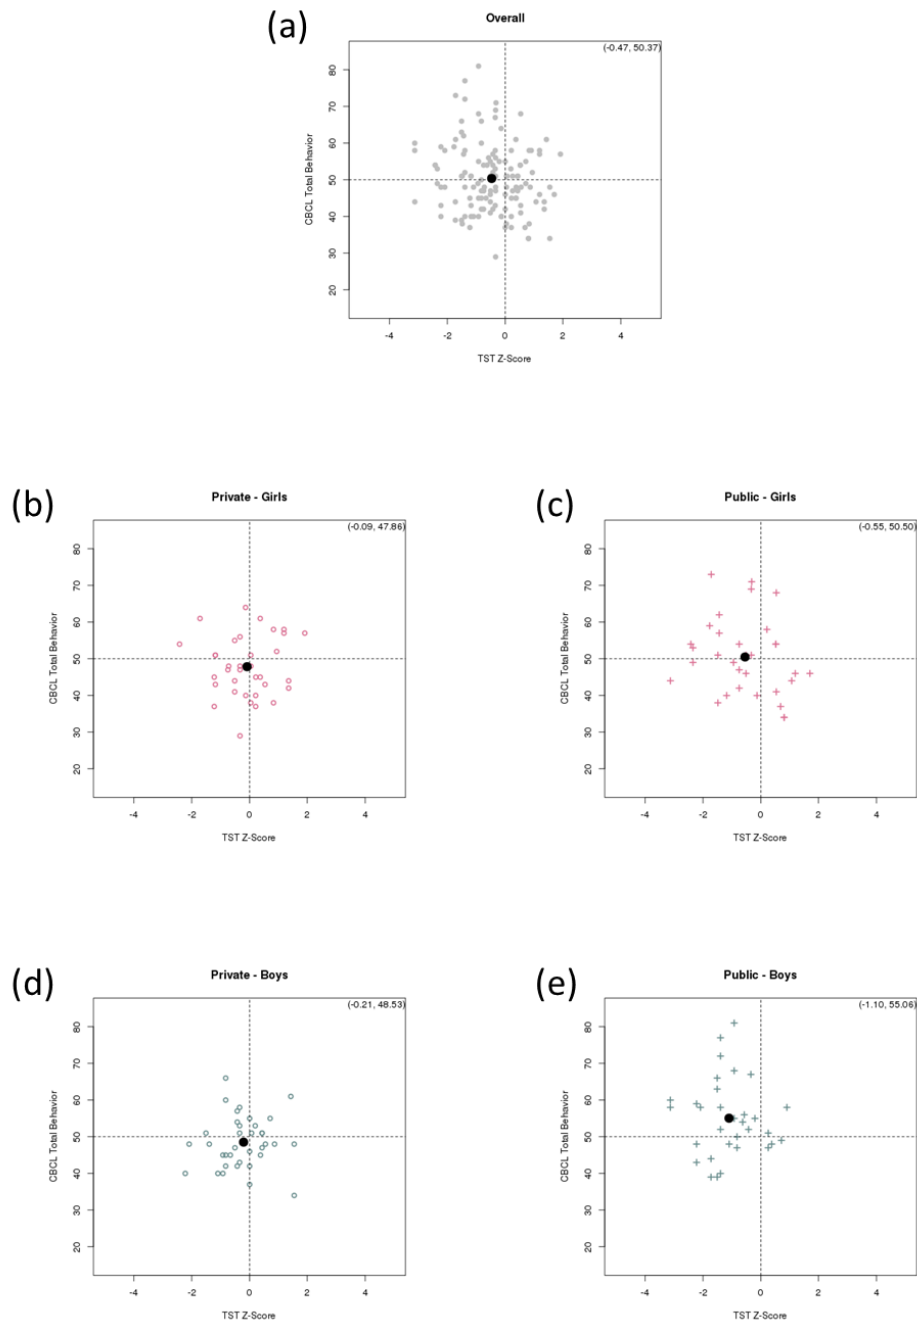 (a)
Overall
(-0.47, 50.37)
80
70
60
50
40
30
20
CBCL Total Behavior
-4 -2 0 2 4
TST Z-Score
(b)
Private - Girls
(-0.09, 47.86)
80
70
60
50
40
30
20
CBCL Total Behavior
-4 -2 0 2 4
TST Z-Score
(c)
Public - Girls
(-0.55, 50.50)
80
70
60
50
40
30
20
CBCL Total Behavior
-4 -2 0 2 4
TST Z-Score
(d)
Private - Boys
(-0.21, 48.53)
80
70
60
50
40
30
20
CBCL Total Behavior
-4 -2 0 2 4
TST Z-Score
(e)
Public - Boys
(-1.10, 55.06)
80
70
60
50
40
30
20
CBCL Total Behavior
-4 -2 0 2 4
TST Z-Score